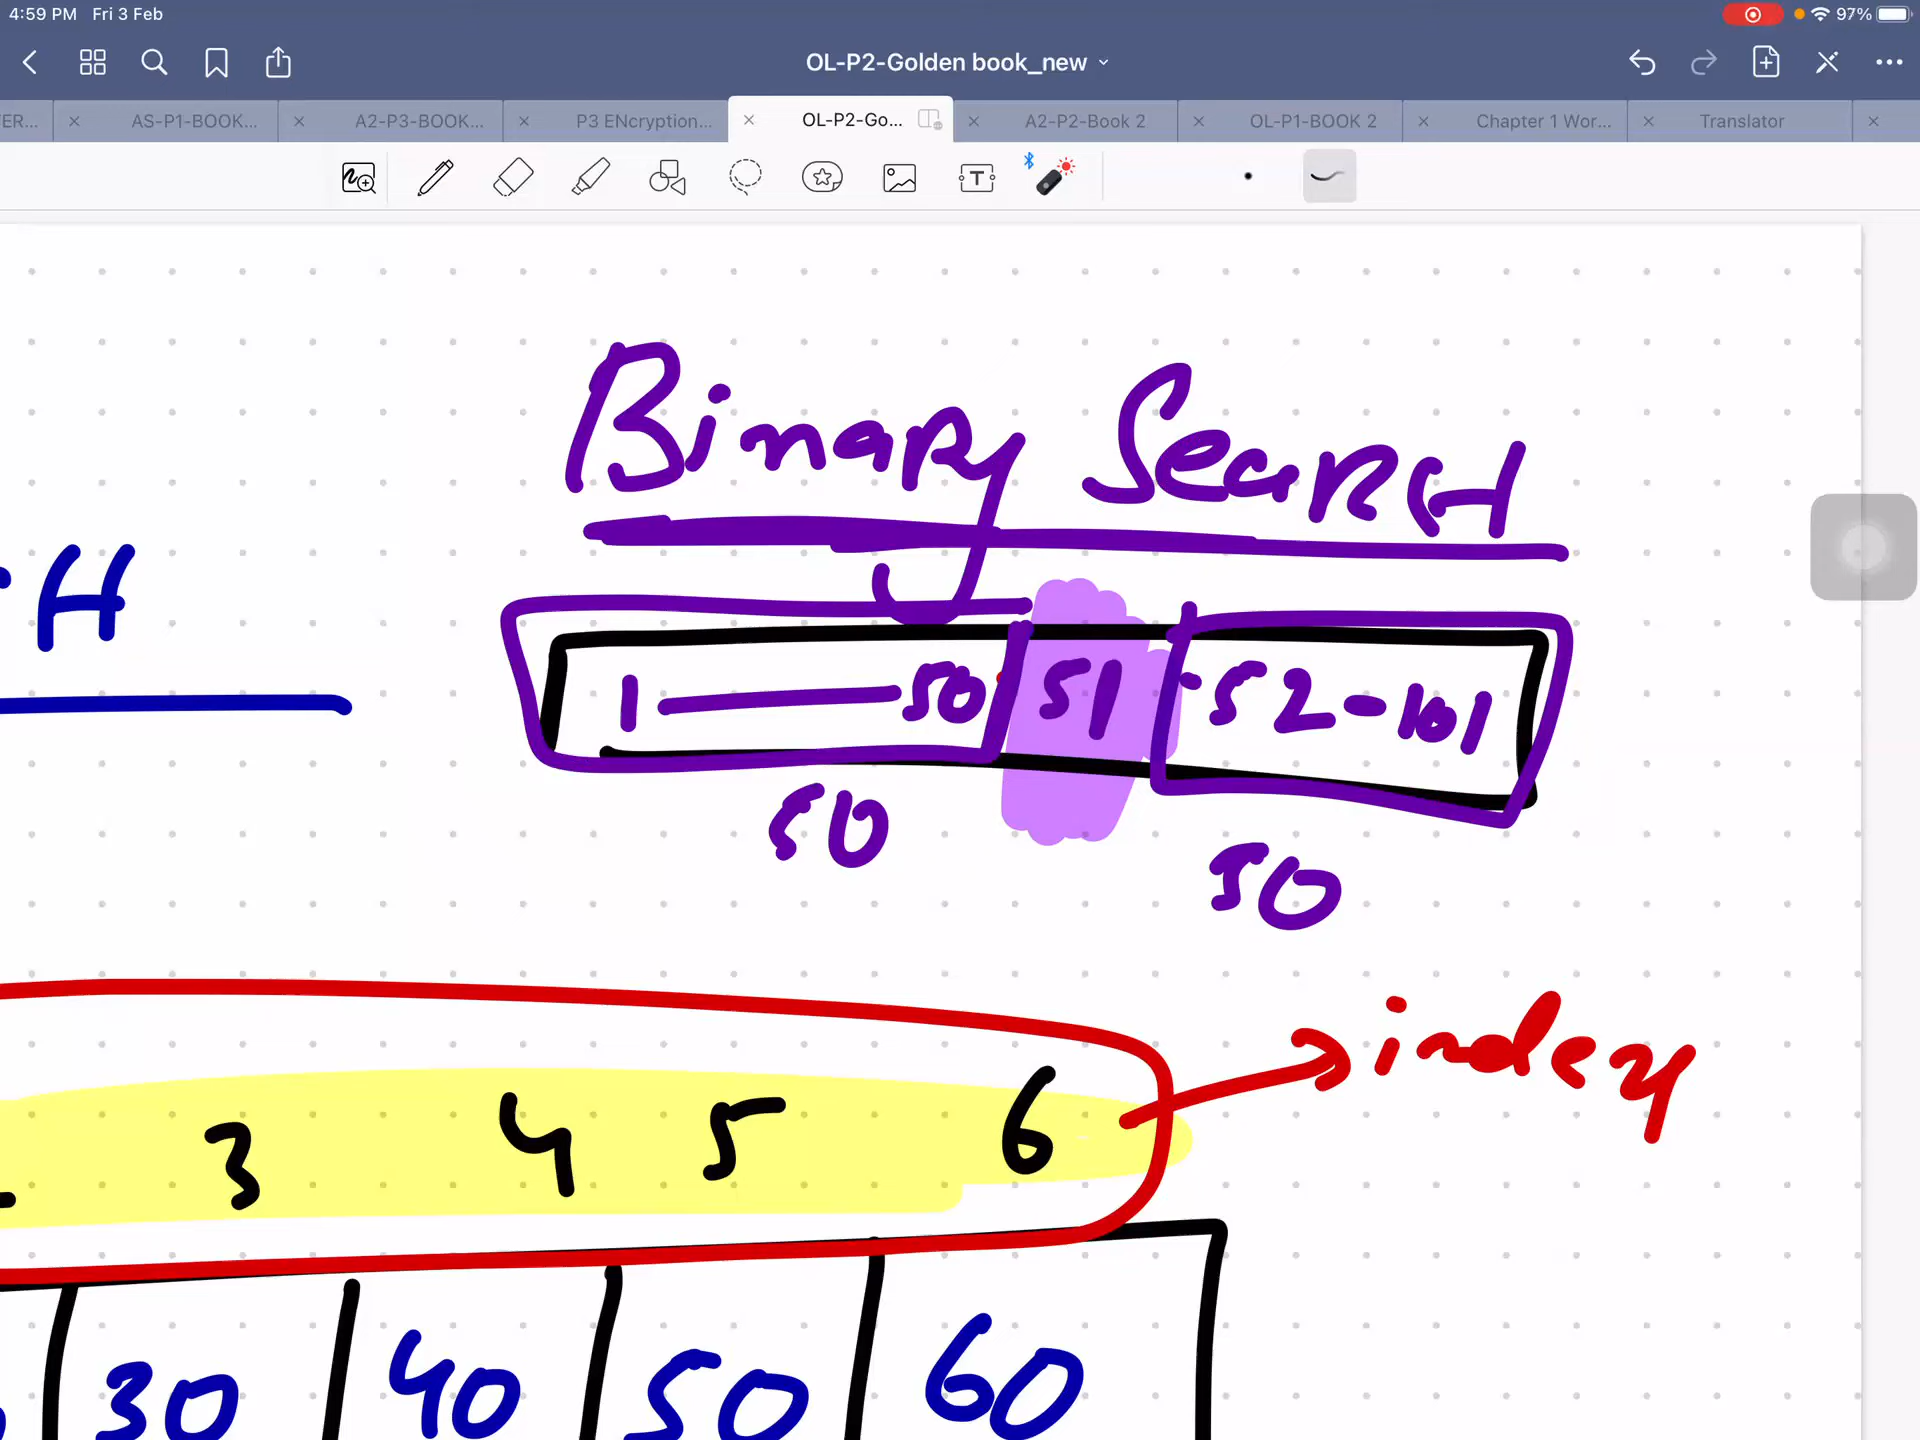 4:59 PM Fri 3 Feb 97%
OL-P2-Golden book_new
ER... AS-P1-BOOK... A2-P3-BOOK... P3 ENcryption... OL-P2-Go... A2-P2-Book 2 OL-P1-BOOK 2 Chapter 1 Wor... Translator
T
Binary Search
H
1 — 50 51 52-101
50 50
index
3 4 5 6
30 40 50 60